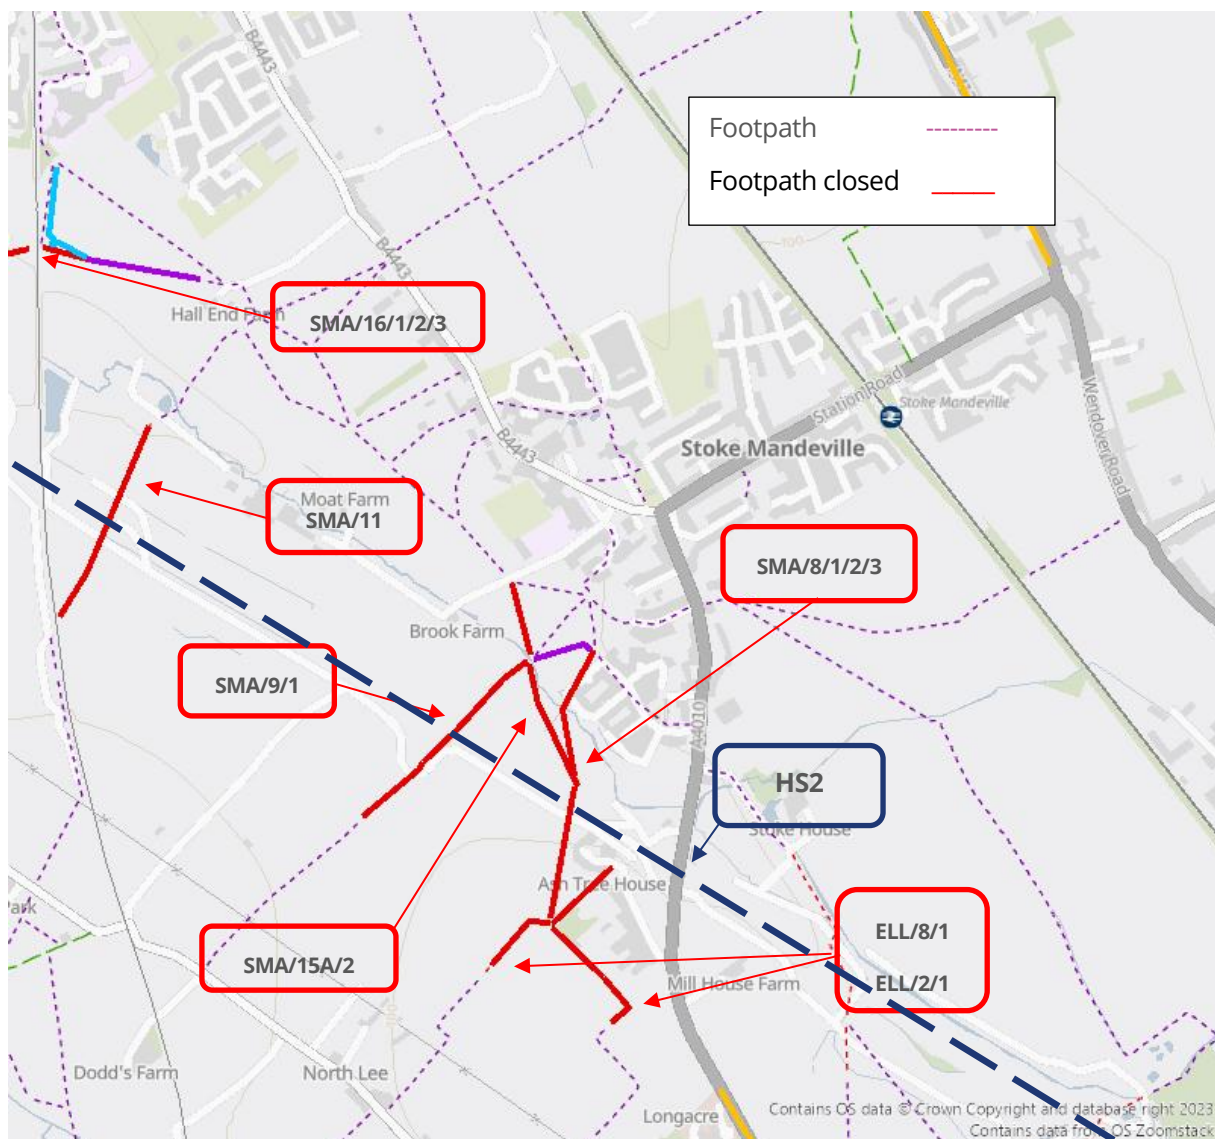 B4443
Footpath
Footpath closed
B4443
Hall End Farm
SMA/16/1/2/3
Station Road
Stoke Mandeville
Wendover Road
B4443
Stoke Mandeville
Moat Farm
SMA/11
SMA/8/1/2/3
Brook Farm
SMA/9/1
A4010
HS2
Stoke House
Ash Tree House
Park
ELL/8/1
SMA/15A/2
ELL/2/1
Mill House Farm
Dodd's Farm
North Lee
Longacre
Contains OS data © Crown Copyright and database right 2023
Contains data from OS Zoomstack